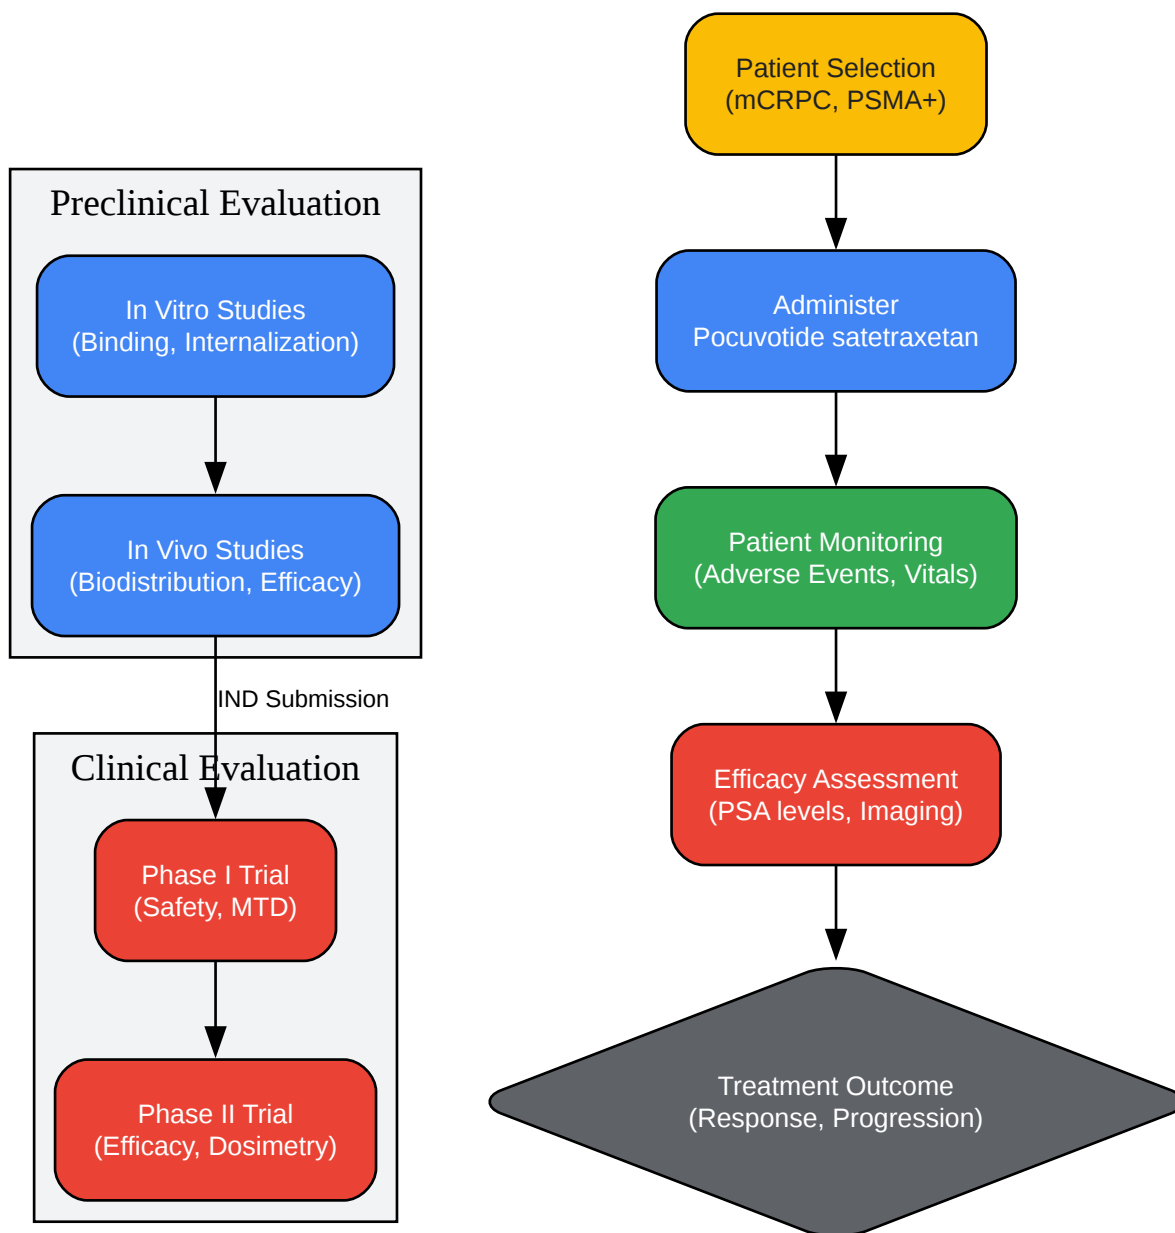 Preclinical Evaluation
In Vitro Studies
(Binding, Internalization)
In Vivo Studies
(Biodistribution, Efficacy)
IND Submission
Clinical Evaluation
Phase I Trial
(Safety, MTD)
Phase II Trial
(Efficacy, Dosimetry)
Patient Selection
(mCRPC, PSMA+)
Administer
Pocuvotide satetraxetan
Patient Monitoring
(Adverse Events, Vitals)
Efficacy Assessment
(PSA levels, Imaging)
Treatment Outcome
(Response, Progression)